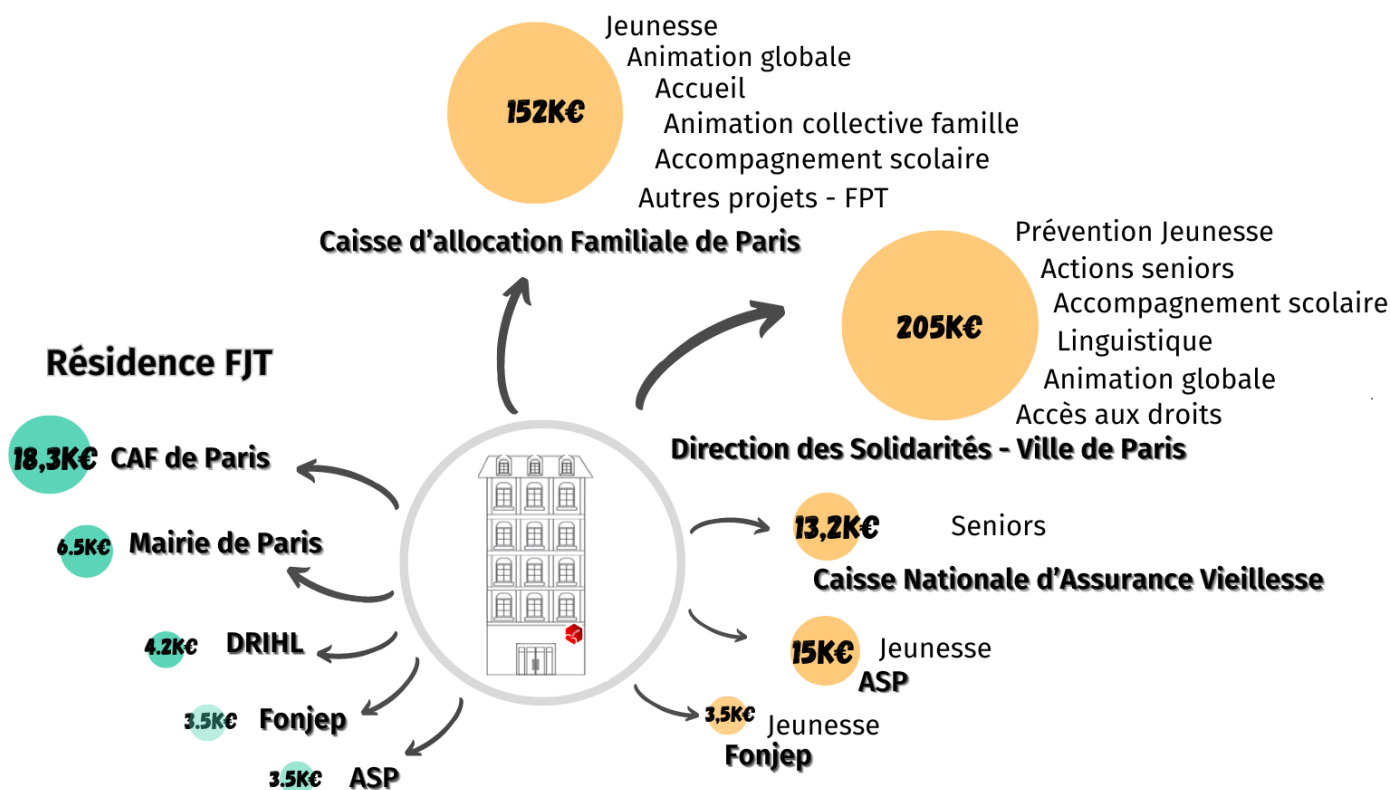 Jeunesse
Animation globale
Accueil
152K€
Animation collective famille
Accompagnement scolaire
Autres projets - FPT
Caisse d'allocation Familiale de Paris
Prévention Jeunesse
Actions seniors
Accompagnement scolaire
205K€
Linguistique
Animation globale
Accès aux droits
Direction des Solidarités - Ville de Paris
Résidence FJT
18,3K€ CAF de Paris
6.5K€ Mairie de Paris
4.2K€ DRIHL
3.5K€ Fonjep
3.5K€ ASP
13,2K€ Seniors
Caisse Nationale d'Assurance Vieillesse
15K€ Jeunesse
ASP
3,5K€ Jeunesse
Fonjep